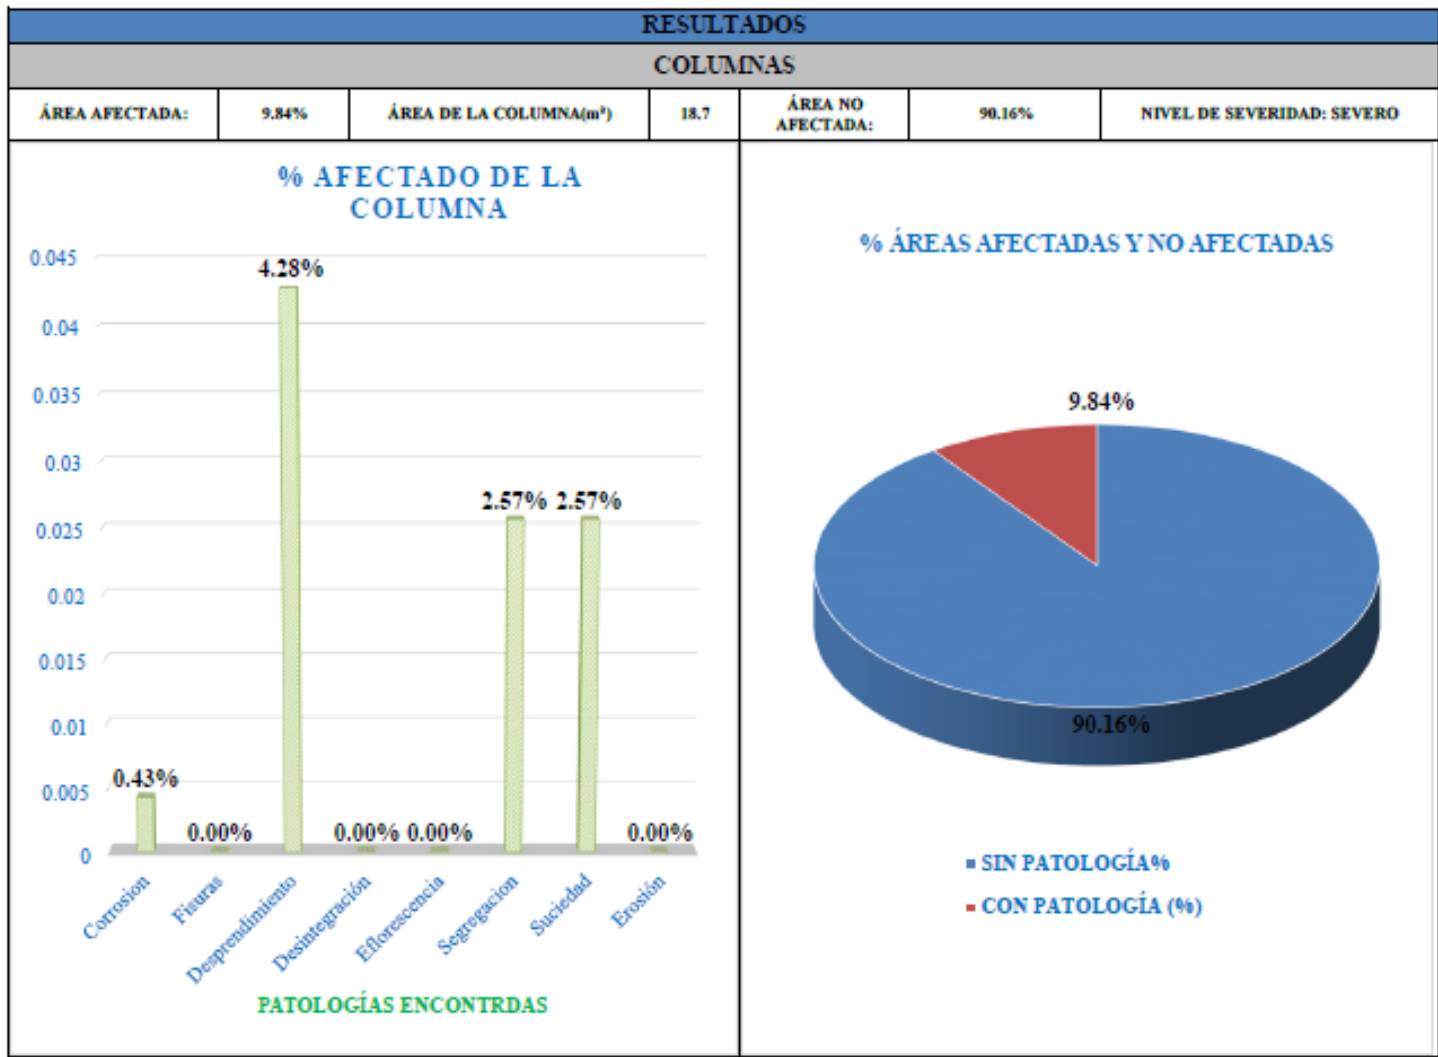 RESULTADOS
COLUMNAS
ÁREA AFECTADA: 9.84% ÁREA DE LA COLUMNA(m²) 18.7 ÁREA NO AFECTADA: 90.16% NIVEL DE SEVERIDAD: SEVERO
% AFECTADO DE LA
COLUMNA
0.045
0.04
0.035
0.03
0.025
0.02
0.015
0.01
0.005
0
0.43%
0.00%
4.28%
0.00%
0.00%
2.57%
2.57%
0.00%
Corrosion
Fisuras
Desprendimiento
Desintegración
Eflorescencia
Segregacion
Suciedad
Erosión
PATOLOGÍAS ENCONTRDAS
% ÁREAS AFECTADAS Y NO AFECTADAS
9.84%
90.16%
SIN PATOLOGÍA%
CON PATOLOGÍA (%)